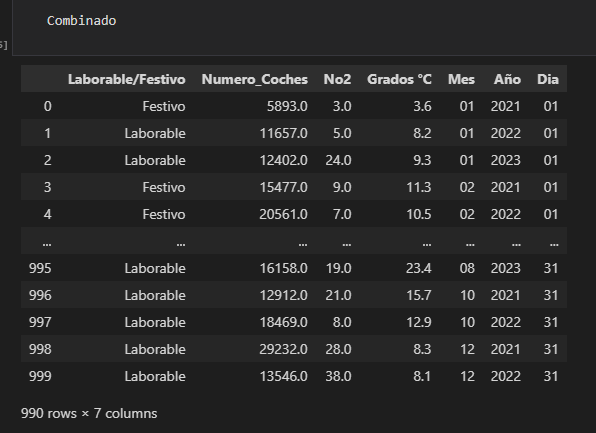 Combinado
s]
Laborable/Festivo Numero_Coches No2 Grados °C Mes Año Dia
0 Festivo 5893.0 3.0 3.6 01 2021 01
1 Laborable 11657.0 5.0 8.2 01 2022 01
2 Laborable 12402.0 24.0 9.3 01 2023 01
3 Festivo 15477.0 9.0 11.3 02 2021 01
4 Festivo 20561.0 7.0 10.5 02 2022 01
... ... ... ... ... ... ... ...
995 Laborable 16158.0 19.0 23.4 08 2023 31
996 Laborable 12912.0 21.0 15.7 10 2021 31
997 Laborable 18469.0 8.0 12.9 10 2022 31
998 Laborable 29232.0 28.0 8.3 12 2021 31
999 Laborable 13546.0 38.0 8.1 12 2022 31
990 rows × 7 columns